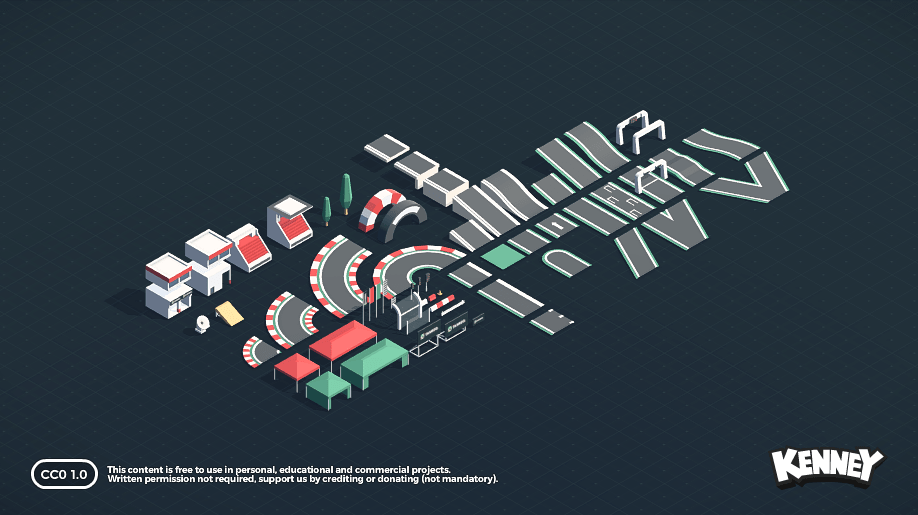 CC0 1.0
This content is free to use in personal, educational and commercial projects.
Written permission not required, support us by crediting or donating (not mandatory).
KENNEY